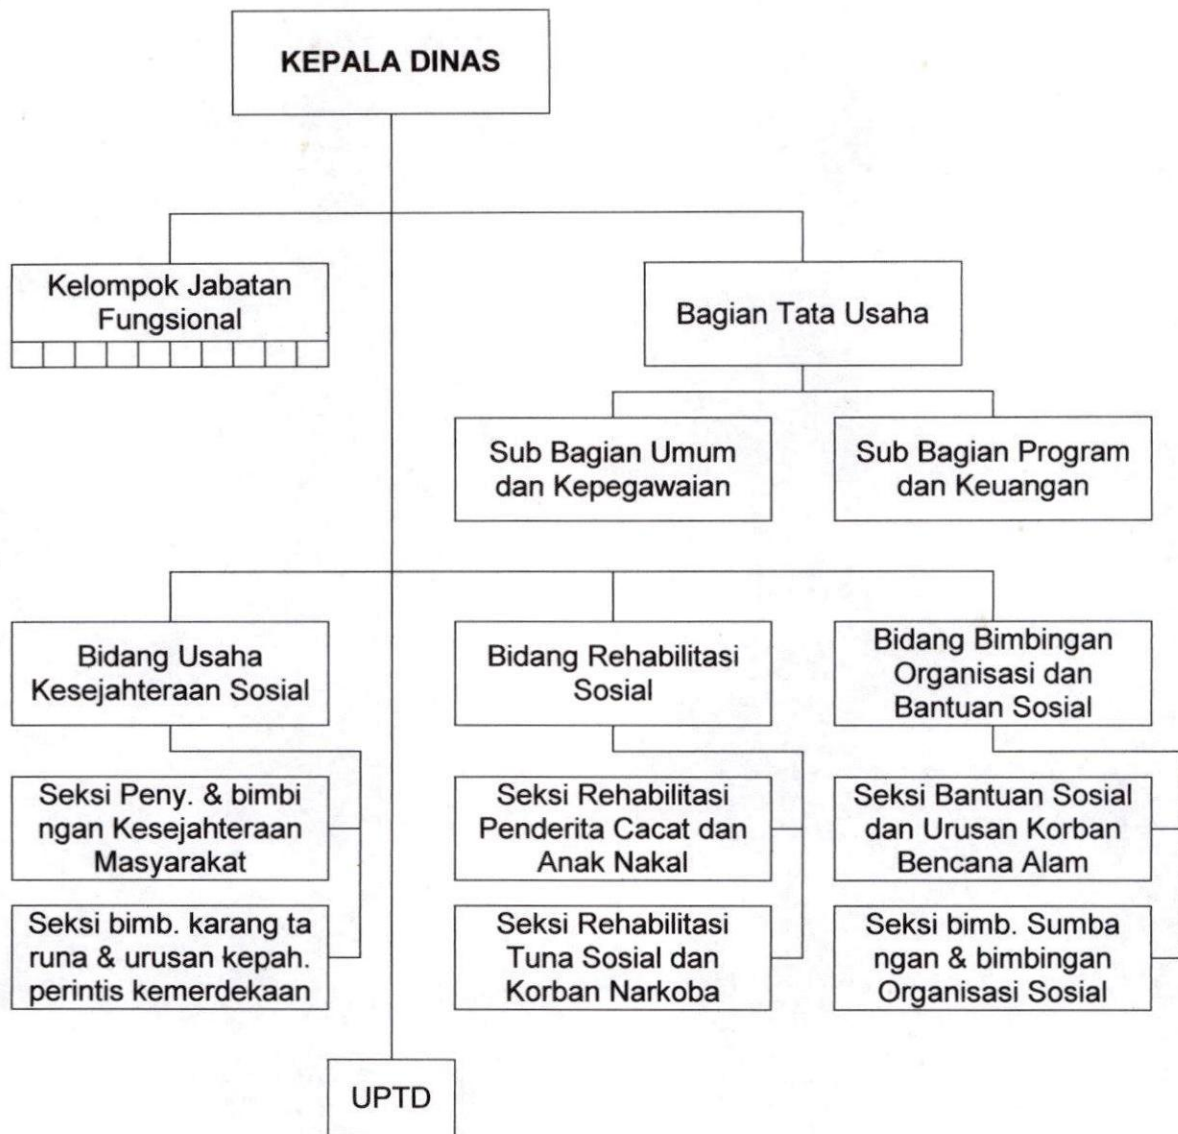 KEPALA DINAS
Kelompok Jabatan
Fungsional
Bagian Tata Usaha
Sub Bagian Umum
dan Kepegawaian
Sub Bagian Program
dan Keuangan
Bidang Usaha
Kesejahteraan Sosial
Bidang Rehabilitasi
Sosial
Bidang Bimbingan
Organisasi dan
Bantuan Sosial
Seksi Peny. & bimbi
ngan Kesejahteraan
Masyarakat
Seksi Rehabilitasi
Penderita Cacat dan
Anak Nakal
Seksi Bantuan Sosial
dan Urusan Korban
Bencana Alam
Seksi bimb. karang ta
runa & urusan kepah.
perintis kemerdekaan
Seksi Rehabilitasi
Tuna Sosial dan
Korban Narkoba
Seksi bimb. Sumba
ngan & bimbingan
Organisasi Sosial
UPTD